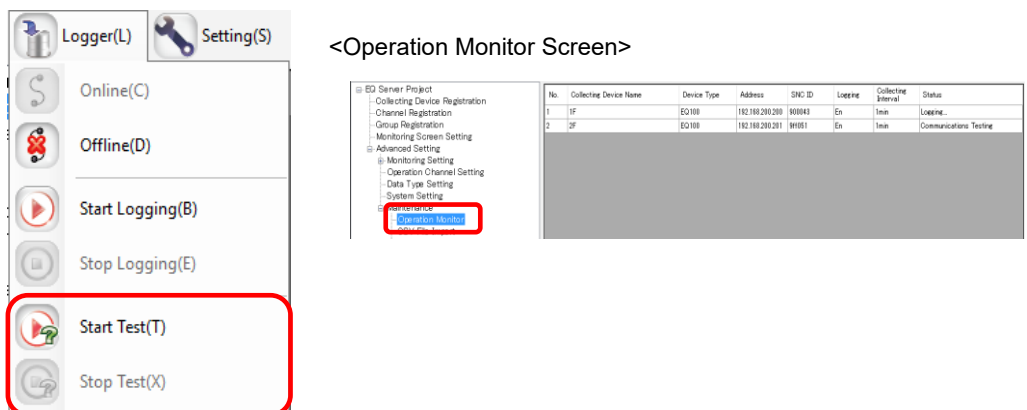 Logger(L) Setting(S)
Online(C)
Offline(D)
Start Logging(B)
Stop Logging(E)
Start Test(T)
Stop Test(X)
<Operation Monitor Screen>
EQ Server Project
Collecting Device Registration
Channel Registration
Group Registration
Monitoring Screen Setting
Advanced Setting
Monitoring Setting
Operation Channel Setting
Data Type Setting
System Setting
Maintenance
Operation Monitor
No. Collecting Device Name Device Type Address SNC ID Logging Collecting Interval Status
1 1F EQ100 192.168.200.200 908043 En 1min Logging...
2 2F EQ100 192.168.200.201 En 1min Communications Testing